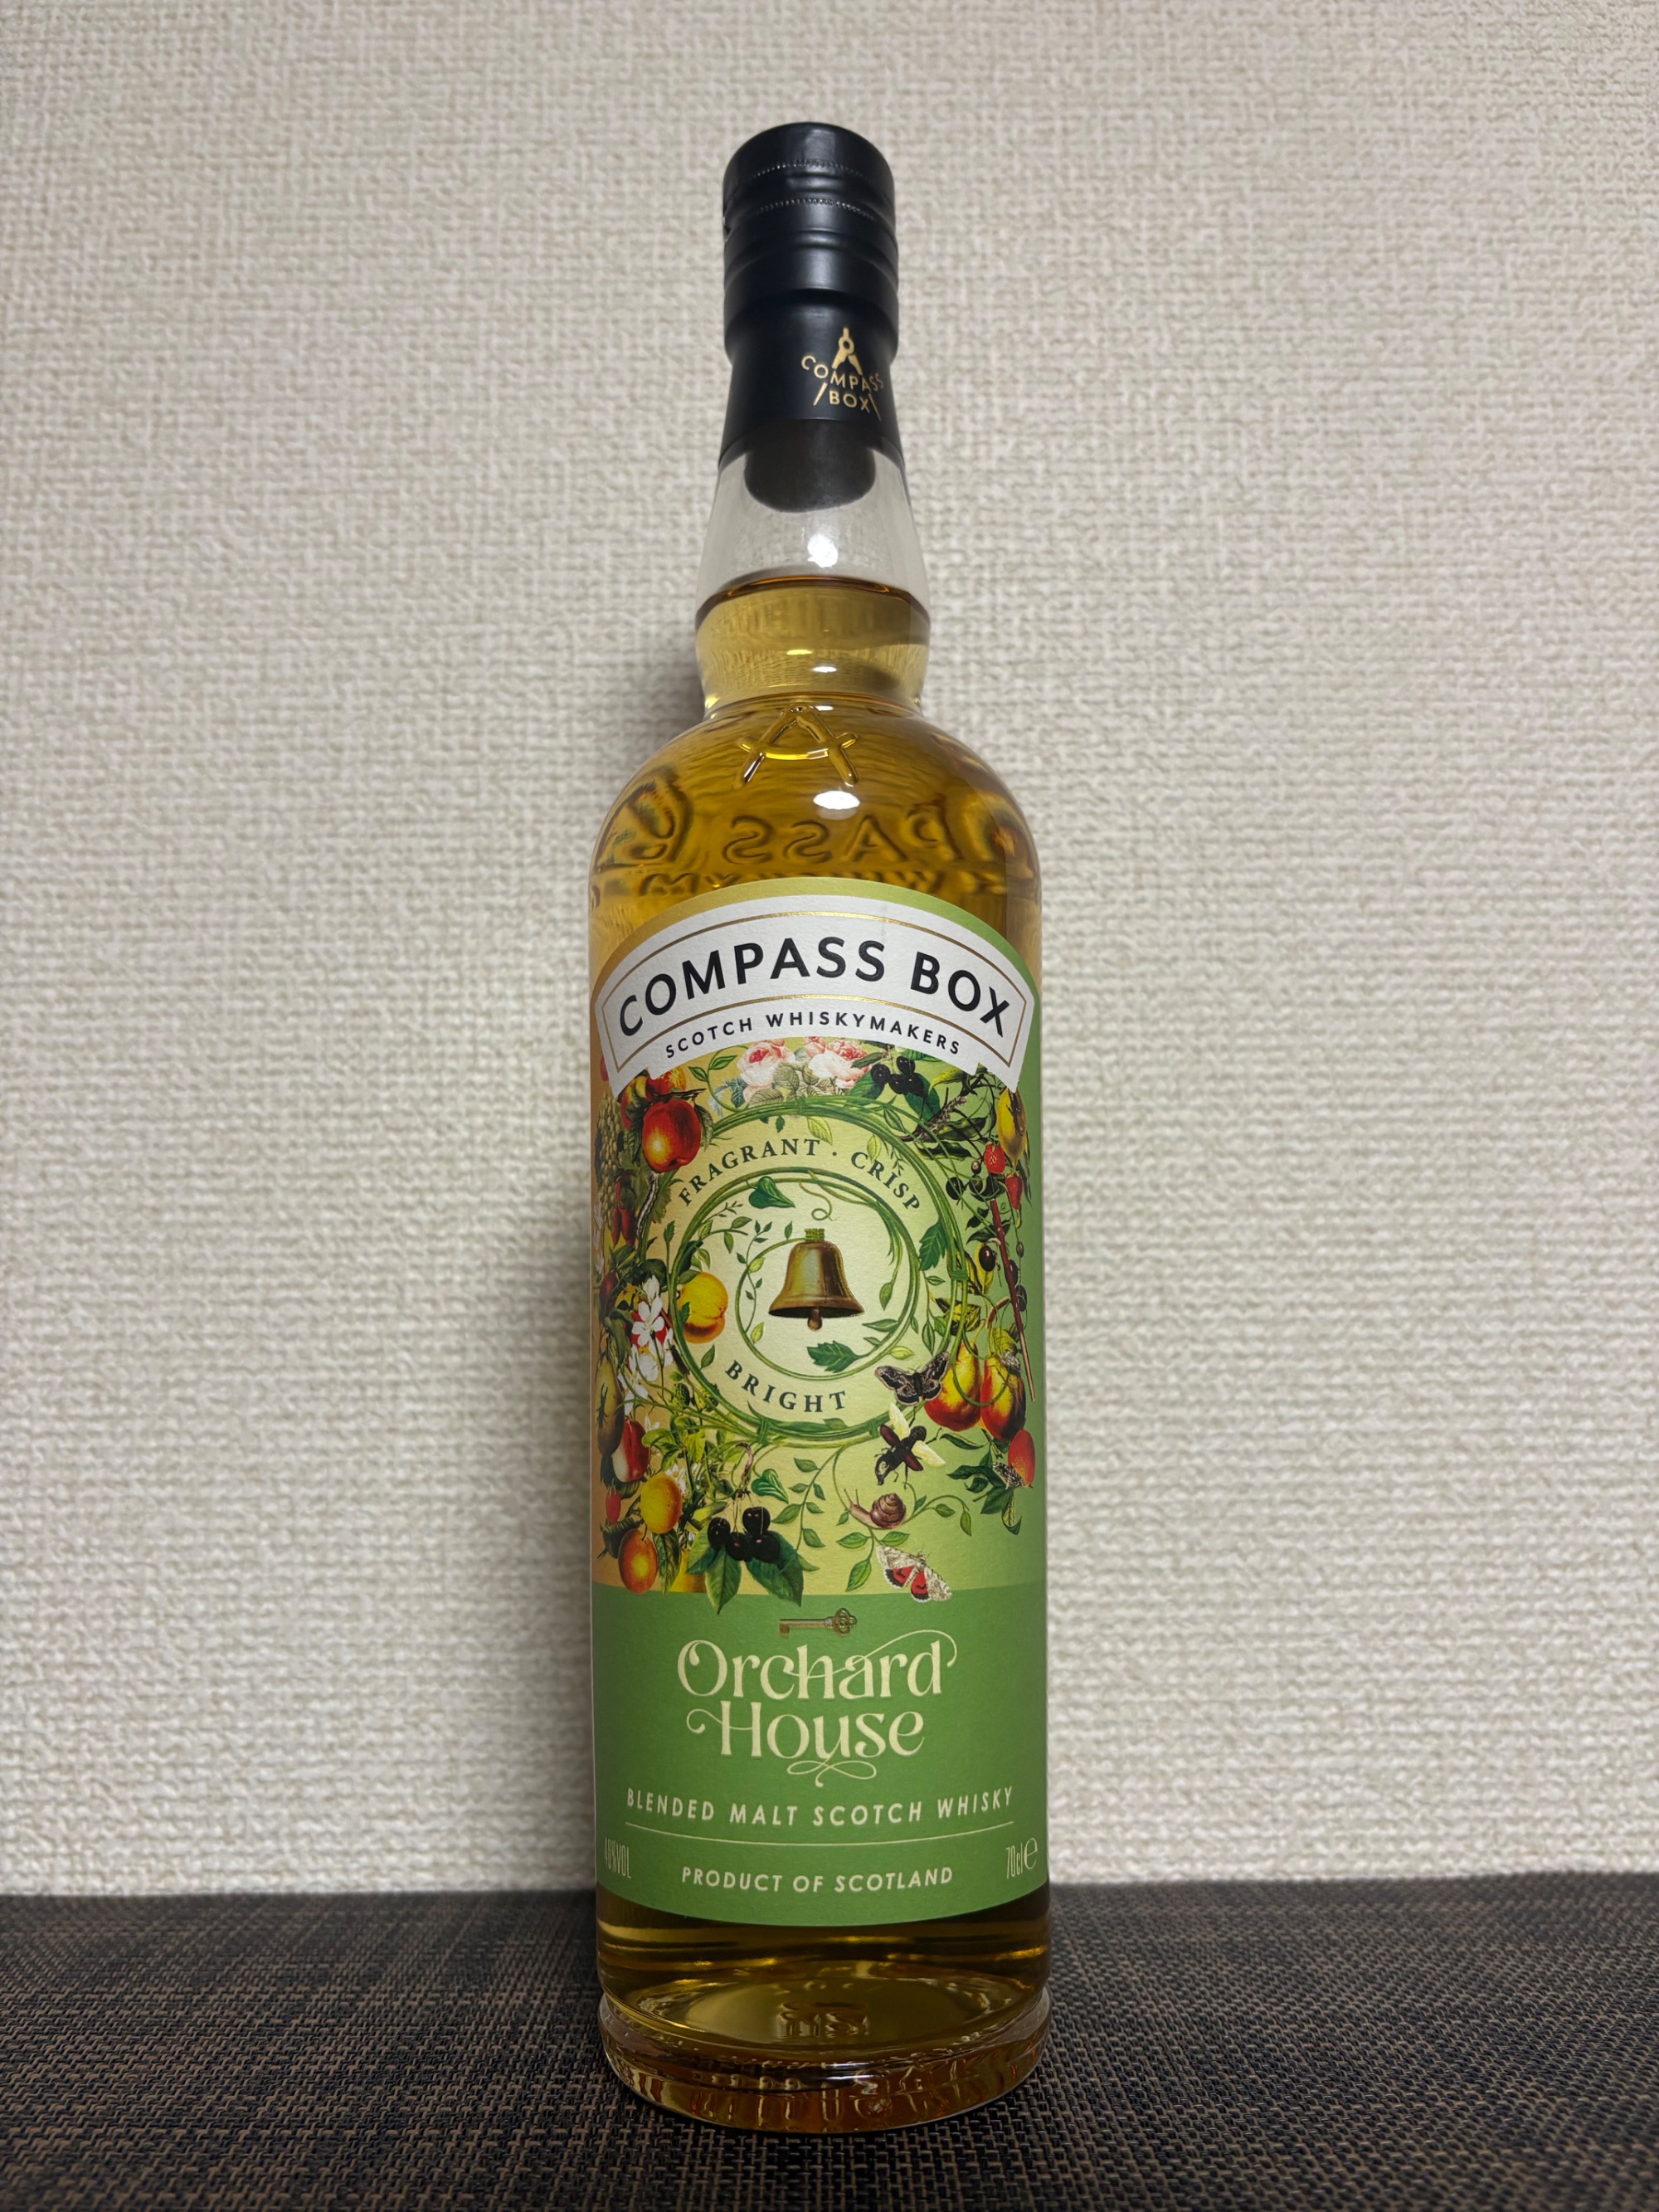 COMPASS
BOX
COMPASS BOX
SCOTCH WHISKYMAKERS
FRAGRANT · CRISP
BRIGHT
Orchard
House
BLENDED MALT SCOTCH WHISKY
70cl e
PRODUCT OF SCOTLAND